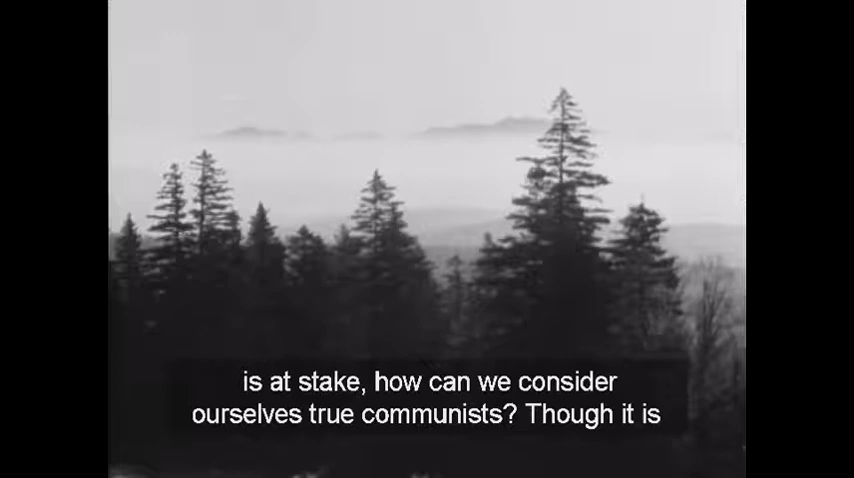 is at stake, how can we consider
ourselves true communists? Though it is